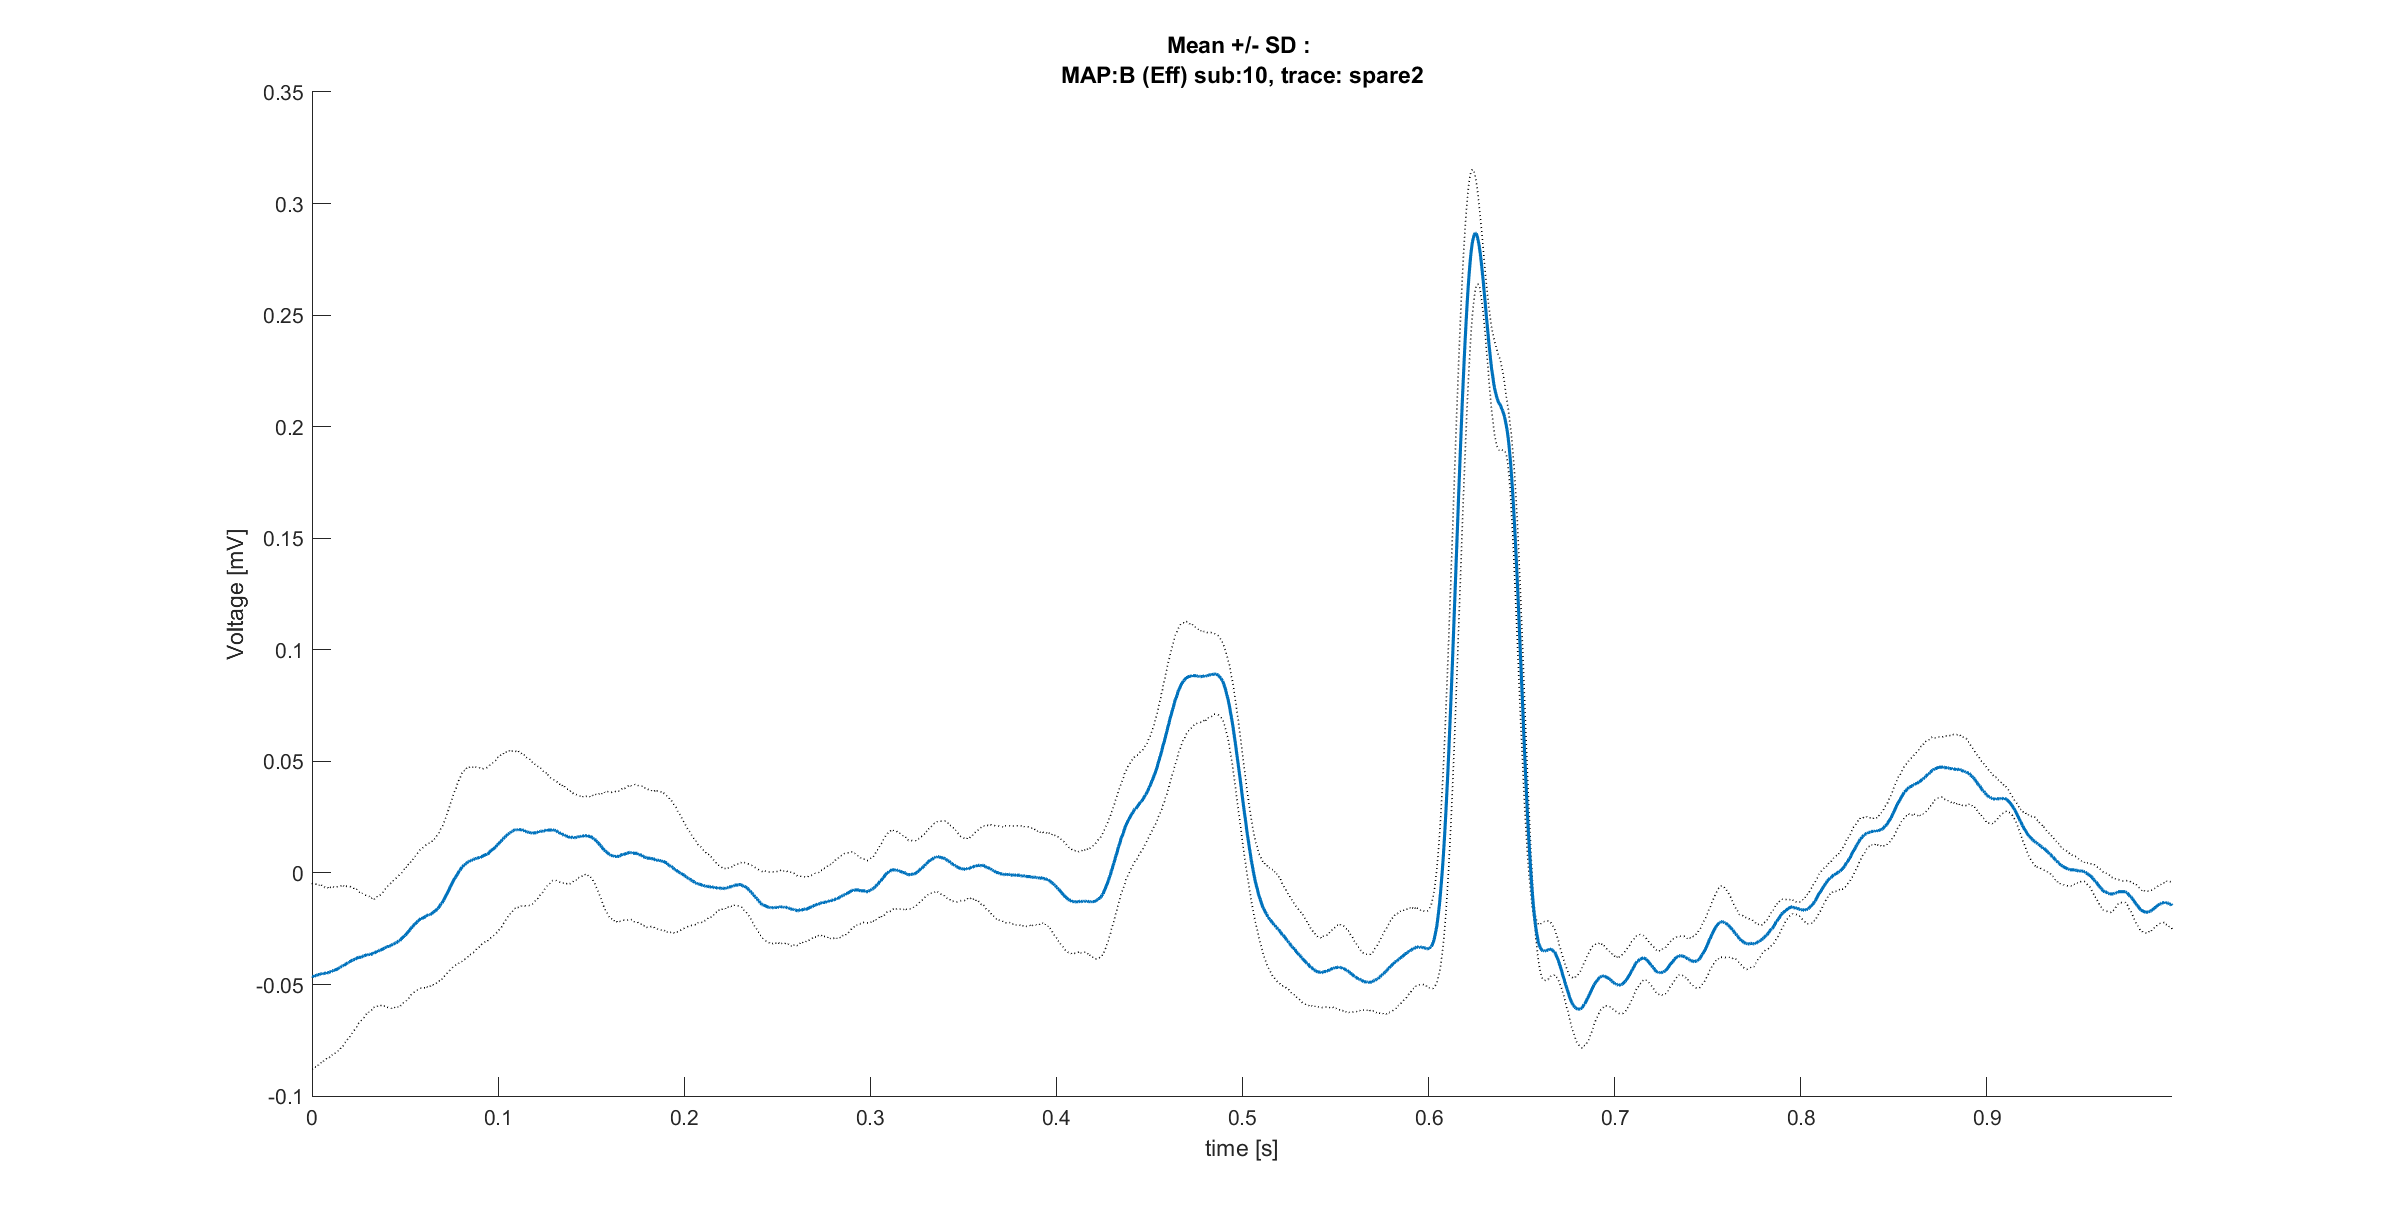 Mean +/- SD :
MAP:B (Eff) sub:10, trace: spare2
0.35
0.3
0.25
0.2
0.15
0.1
0.05
0
-0.05
-0.1
Voltage [mV]
0 0.1 0.2 0.3 0.4 0.5 0.6 0.7 0.8 0.9
time [s]